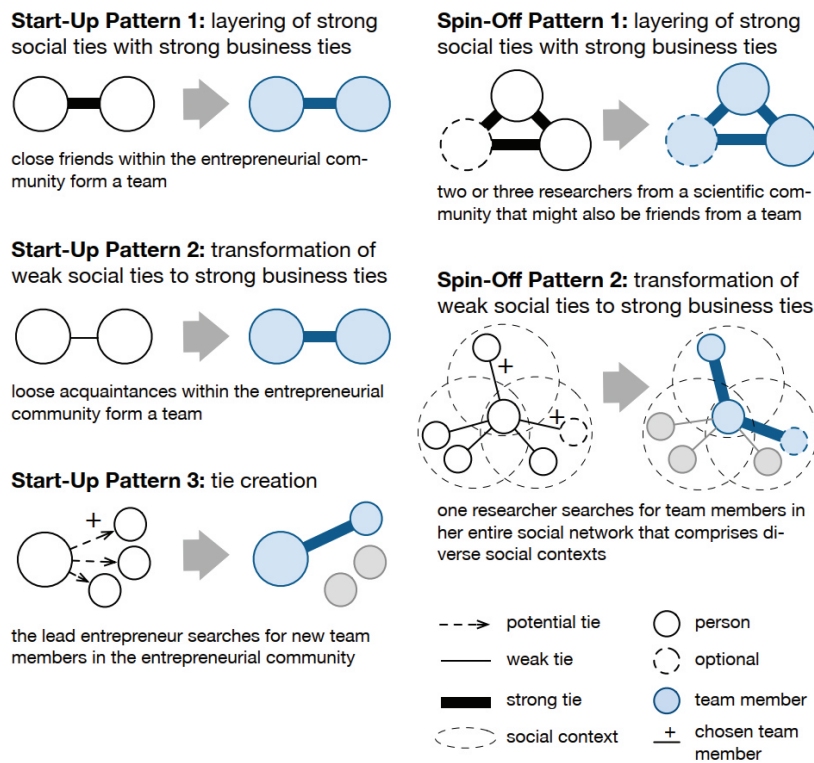 Start-Up Pattern 1: layering of strong
social ties with strong business ties
close friends within the entrepreneurial com-
munity form a team
Start-Up Pattern 2: transformation of
weak social ties to strong business ties
loose acquaintances within the entrepreneurial
community form a team
Start-Up Pattern 3: tie creation
+
the lead entrepreneur searches for new team
members in the entrepreneurial community
Spin-Off Pattern 1: layering of strong
social ties with strong business ties
two or three researchers from a scientific com-
munity that might also be friends from a team
Spin-Off Pattern 2: transformation of
weak social ties to strong business ties
+
+
one researcher searches for team members in
her entire social network that comprises di-
verse social contexts
potential tie
person
weak tie
optional
strong tie
team member
social context
+
chosen team
member